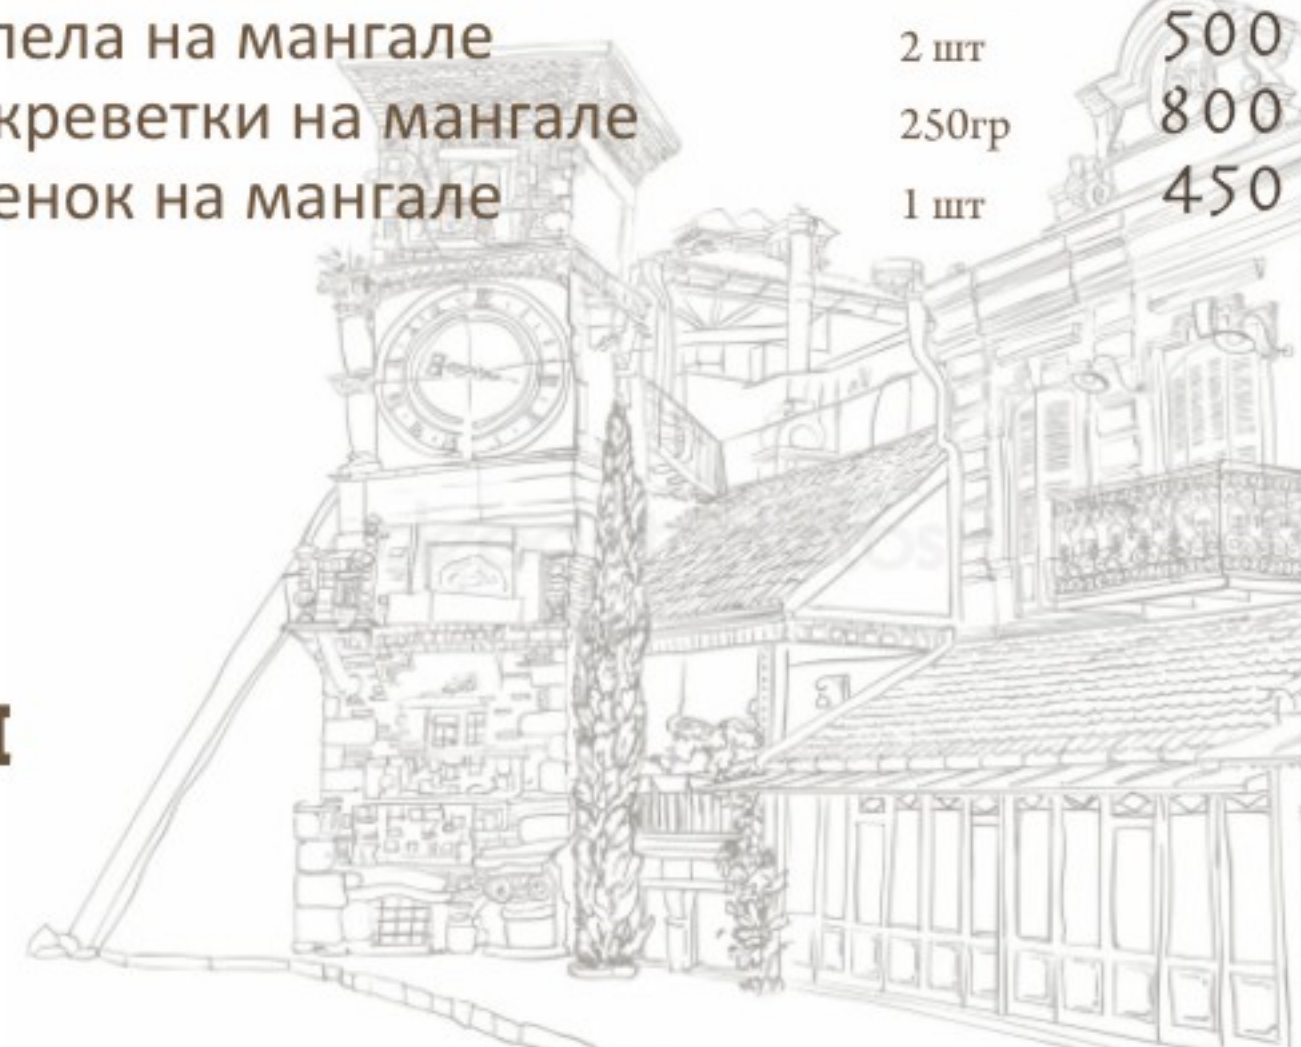 пела на мангале 2 шт 500
креветки на мангале 250гр 800
енок на мангале 1 шт 450